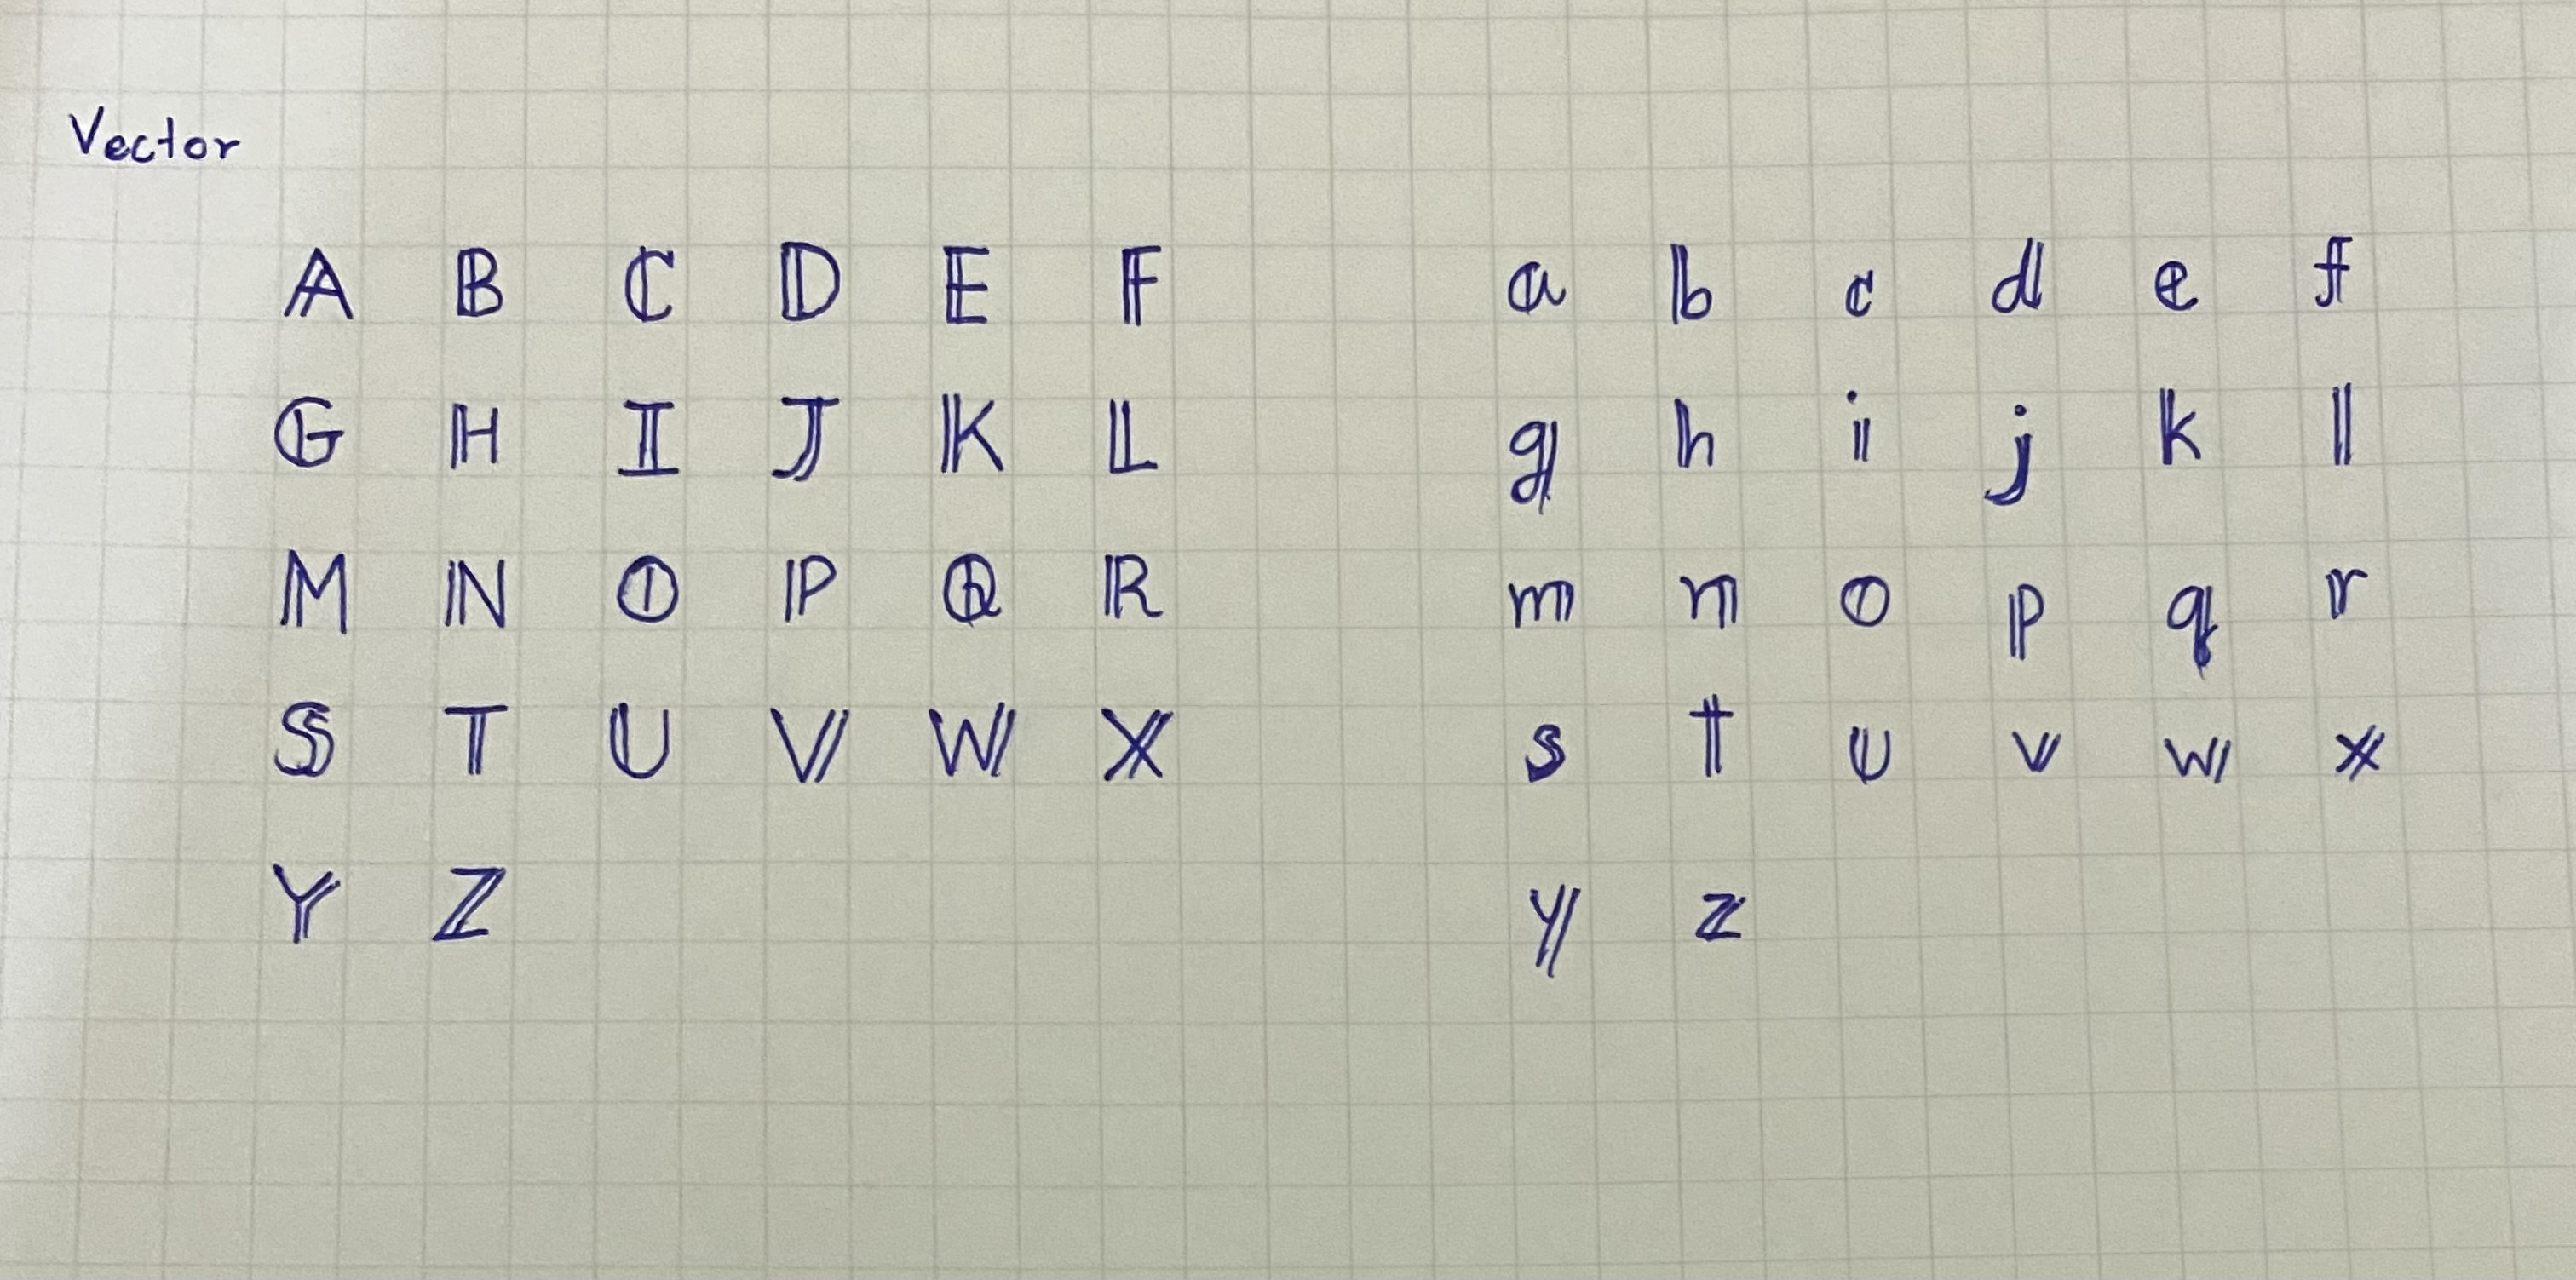 Vector
A B C D E F a b c d e f
G H I J K L g h i j k l
M N O P Q R m n o p q r
S T U V W X s t u v w x
Y Z y z